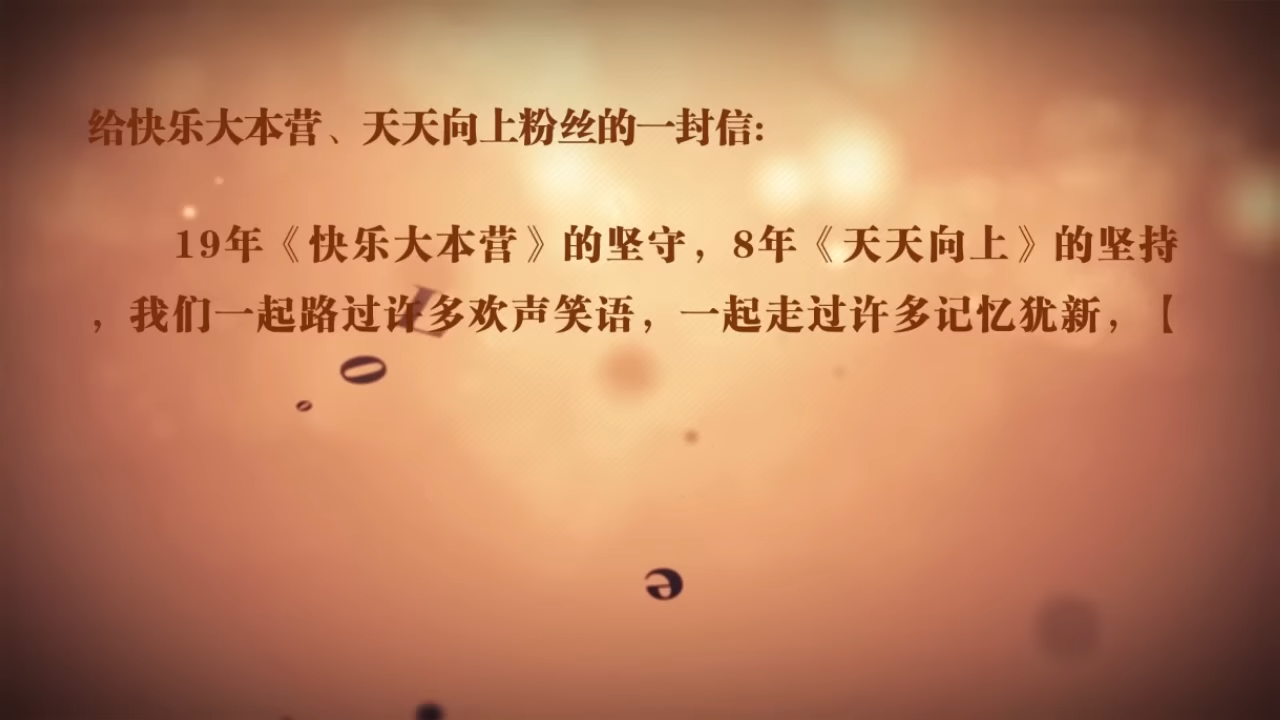 给快乐大本营、天天向上粉丝的一封信:
19年《快乐大本营》的坚守，8年《天天向上》的坚持
，我们一起路过许多欢声笑语，一起走过许多记忆犹新，【